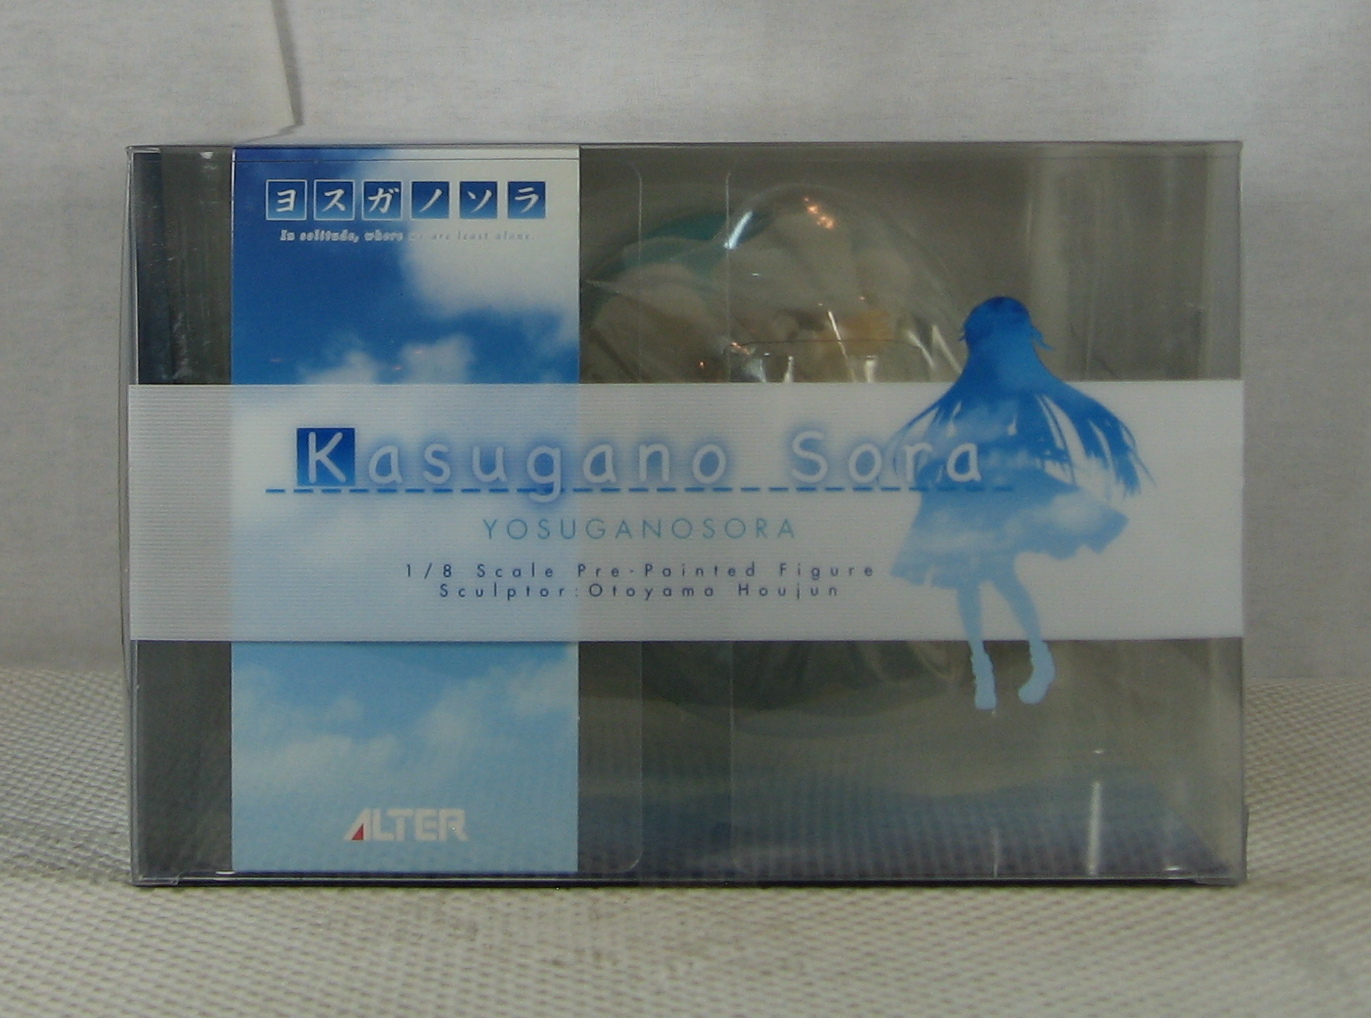 ヨスガノソラ
In solitude, where we are least alone.
Kasugano Sora
YOSUGANOSORA
1/8 Scale Pre-Painted Figure
Sculptor:Otoyama Houjun
ALTER